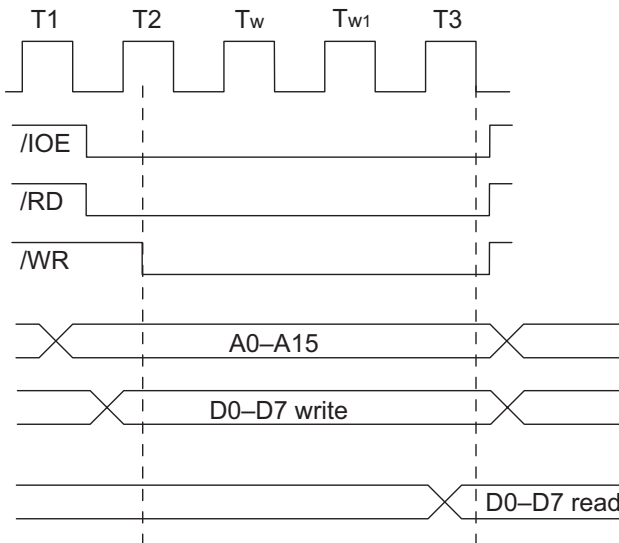 T1 T2 Tw Tw1 T3
/IOE
/RD
/WR
A0–A15
D0–D7 write
D0–D7 read